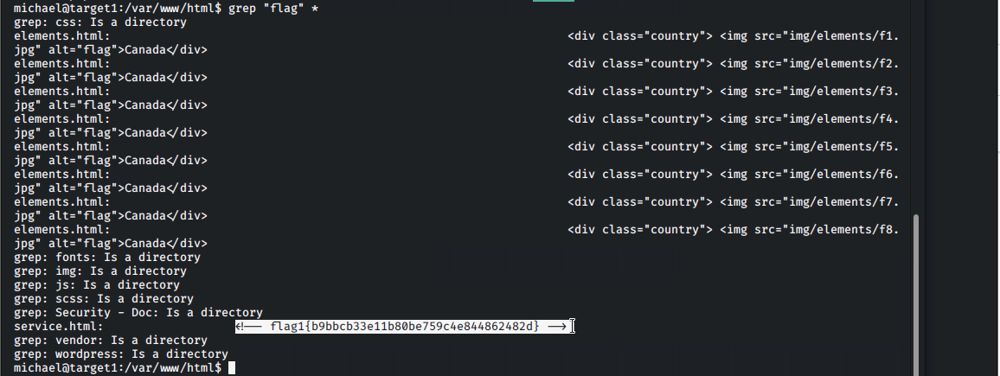 michael@target1:/var/www/html$ grep "flag" *
grep: css: Is a directory
elements.html:                                                                  <div class="country"> <img src="img/elements/f1.
jpg" alt="flag">Canada</div>
elements.html:                                                                  <div class="country"> <img src="img/elements/f2.
jpg" alt="flag">Canada</div>
elements.html:                                                                  <div class="country"> <img src="img/elements/f3.
jpg" alt="flag">Canada</div>
elements.html:                                                                  <div class="country"> <img src="img/elements/f4.
jpg" alt="flag">Canada</div>
elements.html:                                                                  <div class="country"> <img src="img/elements/f5.
jpg" alt="flag">Canada</div>
elements.html:                                                                  <div class="country"> <img src="img/elements/f6.
jpg" alt="flag">Canada</div>
elements.html:                                                                  <div class="country"> <img src="img/elements/f7.
jpg" alt="flag">Canada</div>
elements.html:                                                                  <div class="country"> <img src="img/elements/f8.
jpg" alt="flag">Canada</div>
grep: fonts: Is a directory
grep: img: Is a directory
grep: js: Is a directory
grep: scss: Is a directory
grep: Security - Doc: Is a directory
service.html:                   <!-- flag1{b9bbcb33e11b80be759c4e844862482d} -->
grep: vendor: Is a directory
grep: wordpress: Is a directory
michael@target1:/var/www/html$